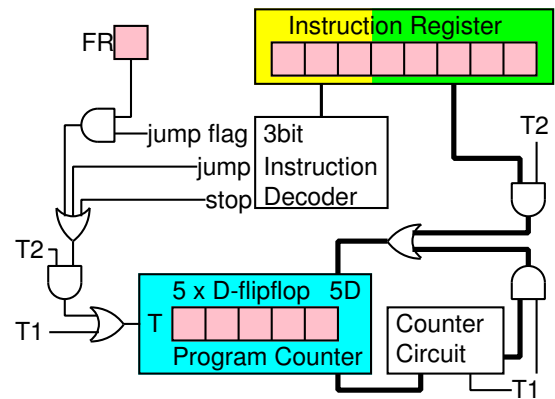 Instruction Register
FR
jump flag
3bit
T2
jump
Instruction
stop
Decoder
T2
5 x D-flipflop
5D
T
Counter
T1
Program Counter
Circuit
T1